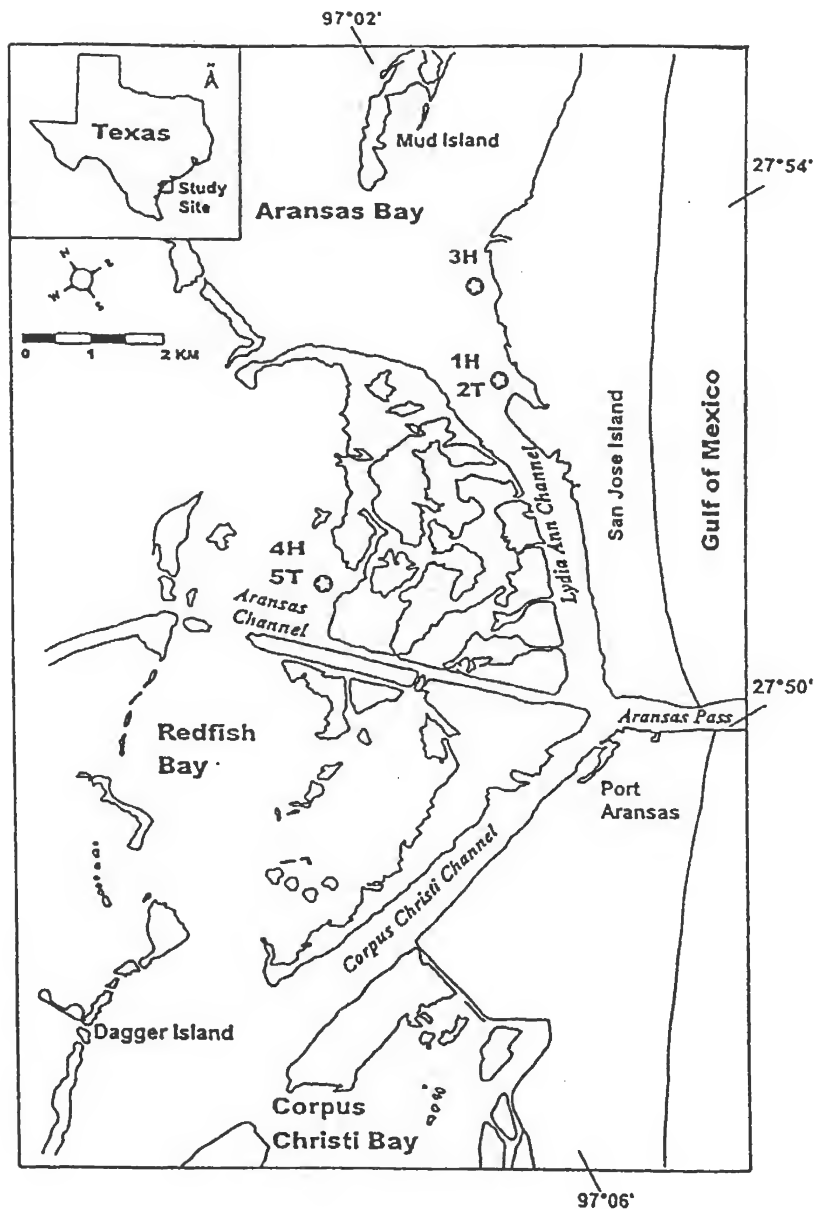 97°02'
Texas
Study
Site
Mud Island
27°54'
Aransas Bay
N
E
W
S
3H
0 1 2 KM
1H
2T
Lydia Ann Channel
San Jose Island
Gulf of Mexico
4H
5T
Aransas
Channel
27°50'
Aransas Pass
Redfish
Bay
Port
Aransas
Corpus Christi Channel
Dagger Island
Corpus
Christi Bay
97°06'